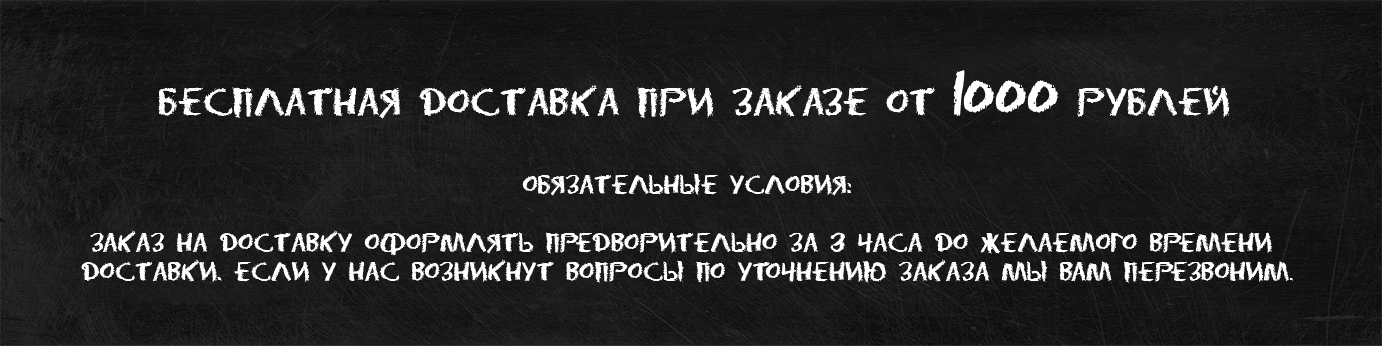 БЕСПЛАТНАЯ ДОСТАВКА ПРИ ЗАКАЗЕ ОТ 1000 РУБЛЕЙ
ОБЯЗАТЕЛЬНЫЕ УСЛОВИЯ:
ЗАКАЗ НА ДОСТАВКУ ОФОРМЛЯТЬ ПРЕДВОРИТЕЛЬНО ЗА 3 ЧАСА ДО ЖЕЛАЕМОГО ВРЕМЕНИ
ДОСТАВКИ. ЕСЛИ У НАС ВОЗНИКНУТ ВОПРОСЫ ПО УТОЧНЕНИЮ ЗАКАЗА МЫ ВАМ ПЕРЕЗВОНИМ.